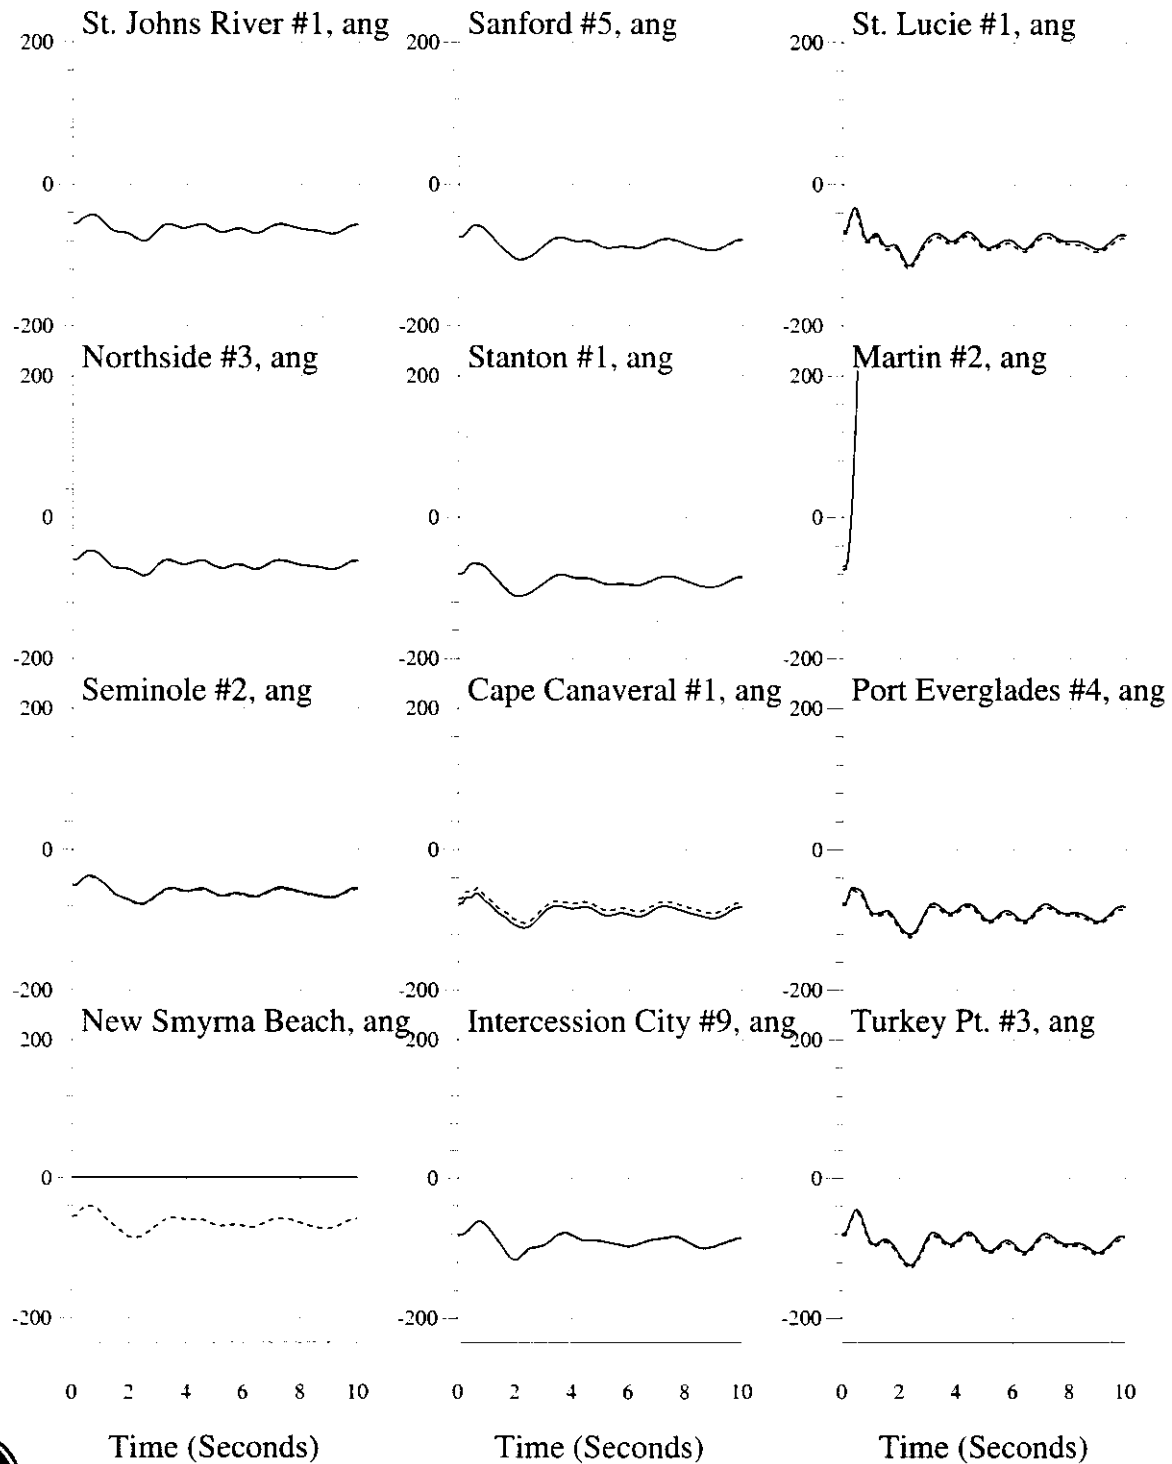 St. Johns River #1, ang
Sanford #5, ang
St. Lucie #1, ang
200
200
200
0
0
0
-200
-200
-200
Northside #3, ang
Stanton #1, ang
Martin #2, ang
200
200
200
0
0
0
-200
-200
-200
Seminole #2, ang
Cape Canaveral #1, ang
Port Everglades #4, ang
200
200
200
0
0
0
-200
-200
-200
New Smyrna Beach, ang
Intercession City #9, ang
Turkey Pt. #3, ang
200
200
200
0
0
0
-200
-200
-200
0 2 4 6 8 10
0 2 4 6 8 10
0 2 4 6 8 10
Time (Seconds)
Time (Seconds)
Time (Seconds)